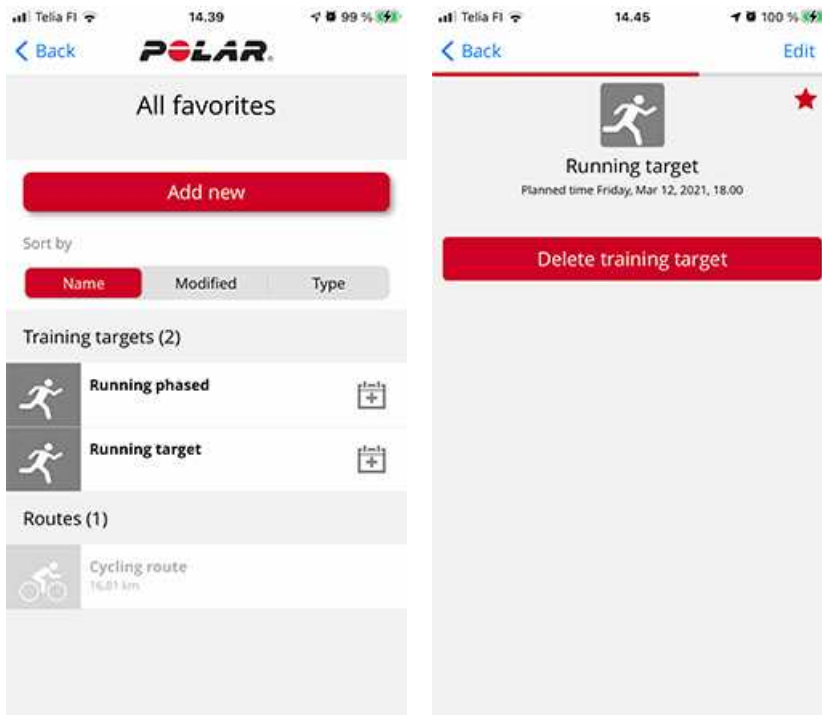 Telia FI 14.39 99 %
Back POLAR.
All favorites
Add new
Sort by
Name Modified Type
Training targets (2)
Running phased
Running target
Routes (1)
Cycling route
16,81 km
Telia FI 14.45 100 %
Back Edit
Running target
Planned time Friday, Mar 12, 2021, 18.00
Delete training target